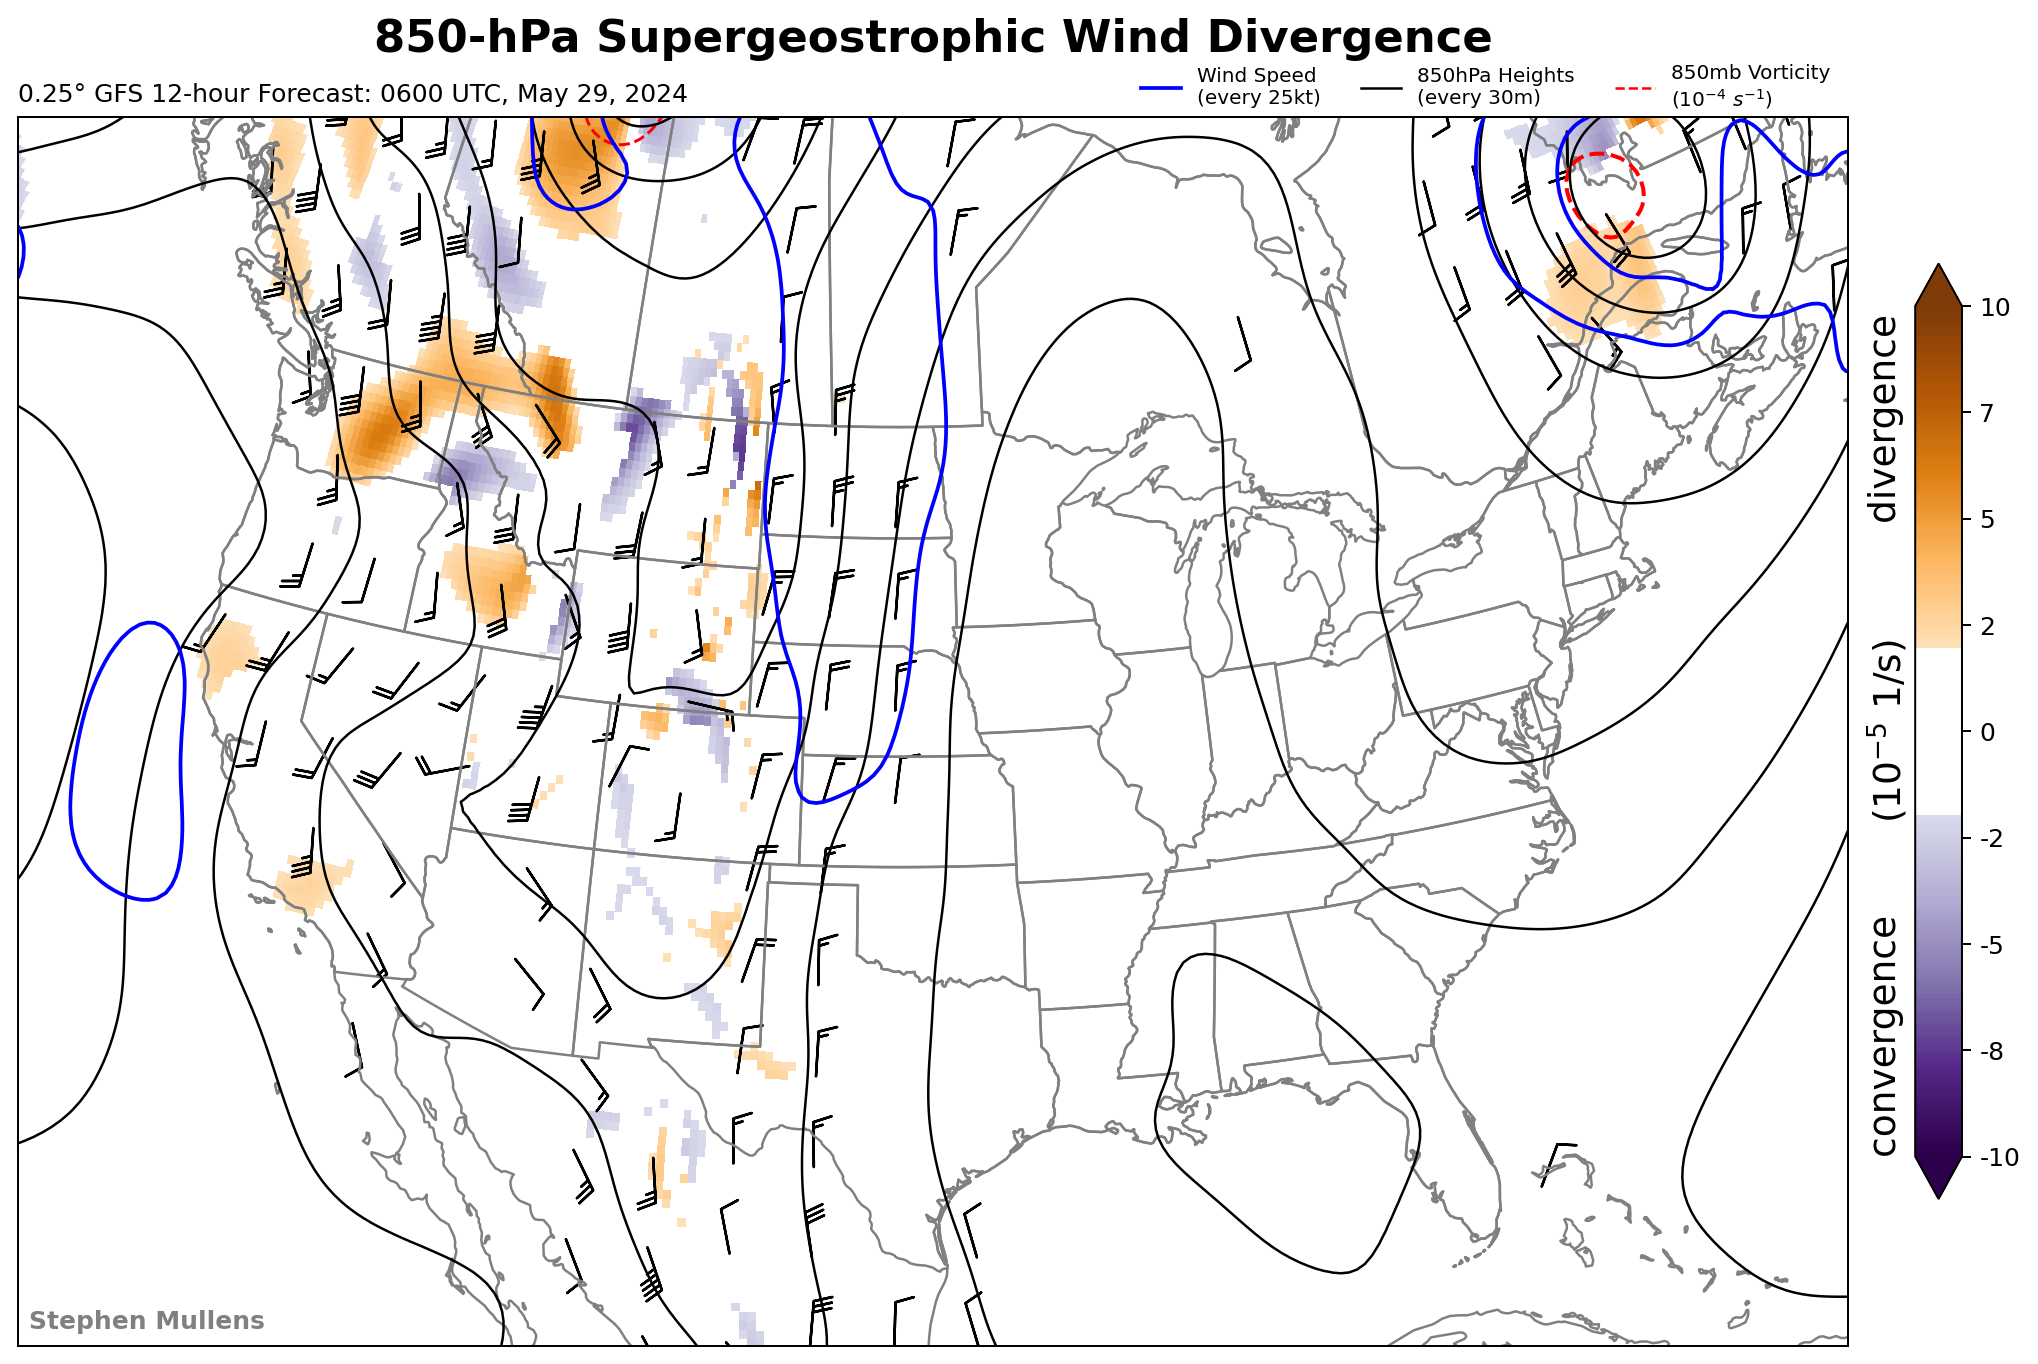 850-hPa Supergeostrophic Wind Divergence
0.25° GFS 12-hour Forecast: 0600 UTC, May 29, 2024
Wind Speed
(every 25kt)
850hPa Heights
(every 30m)
850mb Vorticity
(10⁻⁴ s⁻¹)
10
7
5
2
0
-2
-5
-8
-10
convergence (10⁻⁵ 1/s) divergence
Stephen Mullens